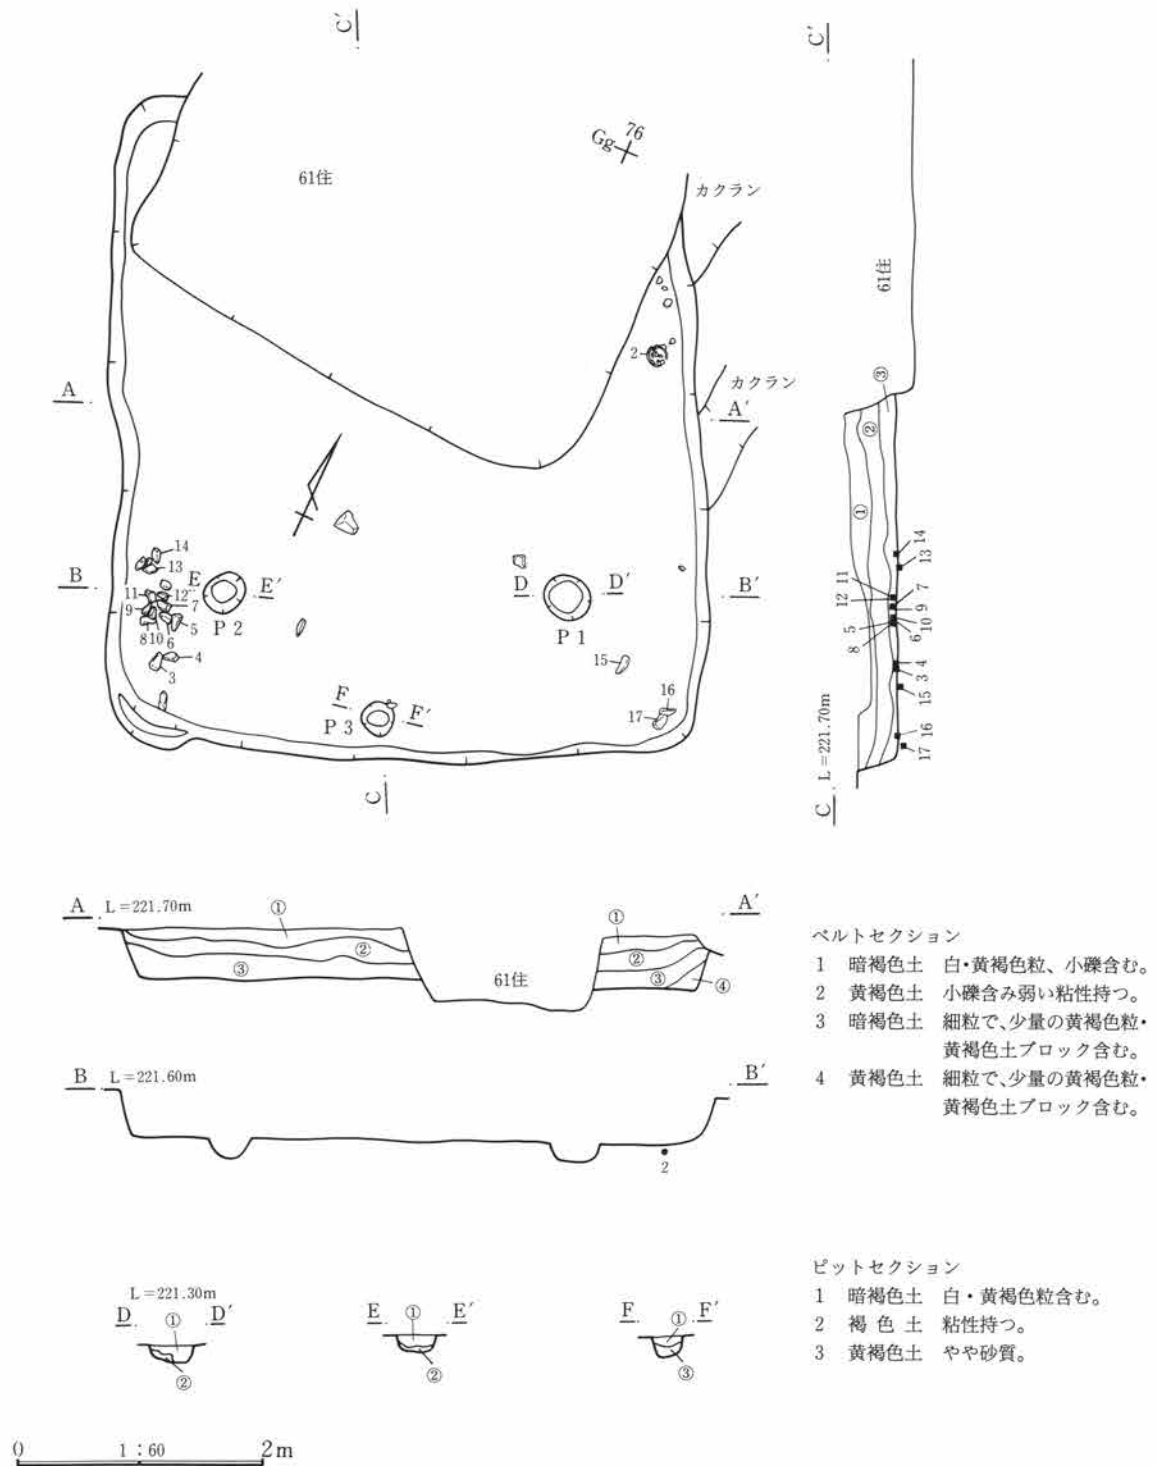 C′
C′
Gg 76
61住
カクラン
61住
2
カクラン
A
A′
③
②
①
14
13
B
E
E′
D
D′
B′
11
12
9
7
8
10
6
5
P 2
P 1
4
3
15
F
F′
P 3
16
17
C
14
13
11
12
7
9
10
6
5
8
4
3
15
16
17
L=221.70m
C
A
L=221.70m
①
②
③
61住
①
②
③
④
A′
B
L=221.60m
B′
2
ベルトセクション
1 暗褐色土 白・黄褐色粒、小礫含む。
2 黄褐色土 小礫含み弱い粘性持つ。
3 暗褐色土 細粒で、少量の黄褐色粒・
黄褐色土ブロック含む。
4 黄褐色土 細粒で、少量の黄褐色粒・
黄褐色土ブロック含む。
L=221.30m
D
①
D′
②
E
①
E′
②
F
①
F′
③
ピットセクション
1 暗褐色土 白・黄褐色粒含む。
2 褐色土 粘性持つ。
3 黄褐色土 やや砂質。
0 1:60 2m